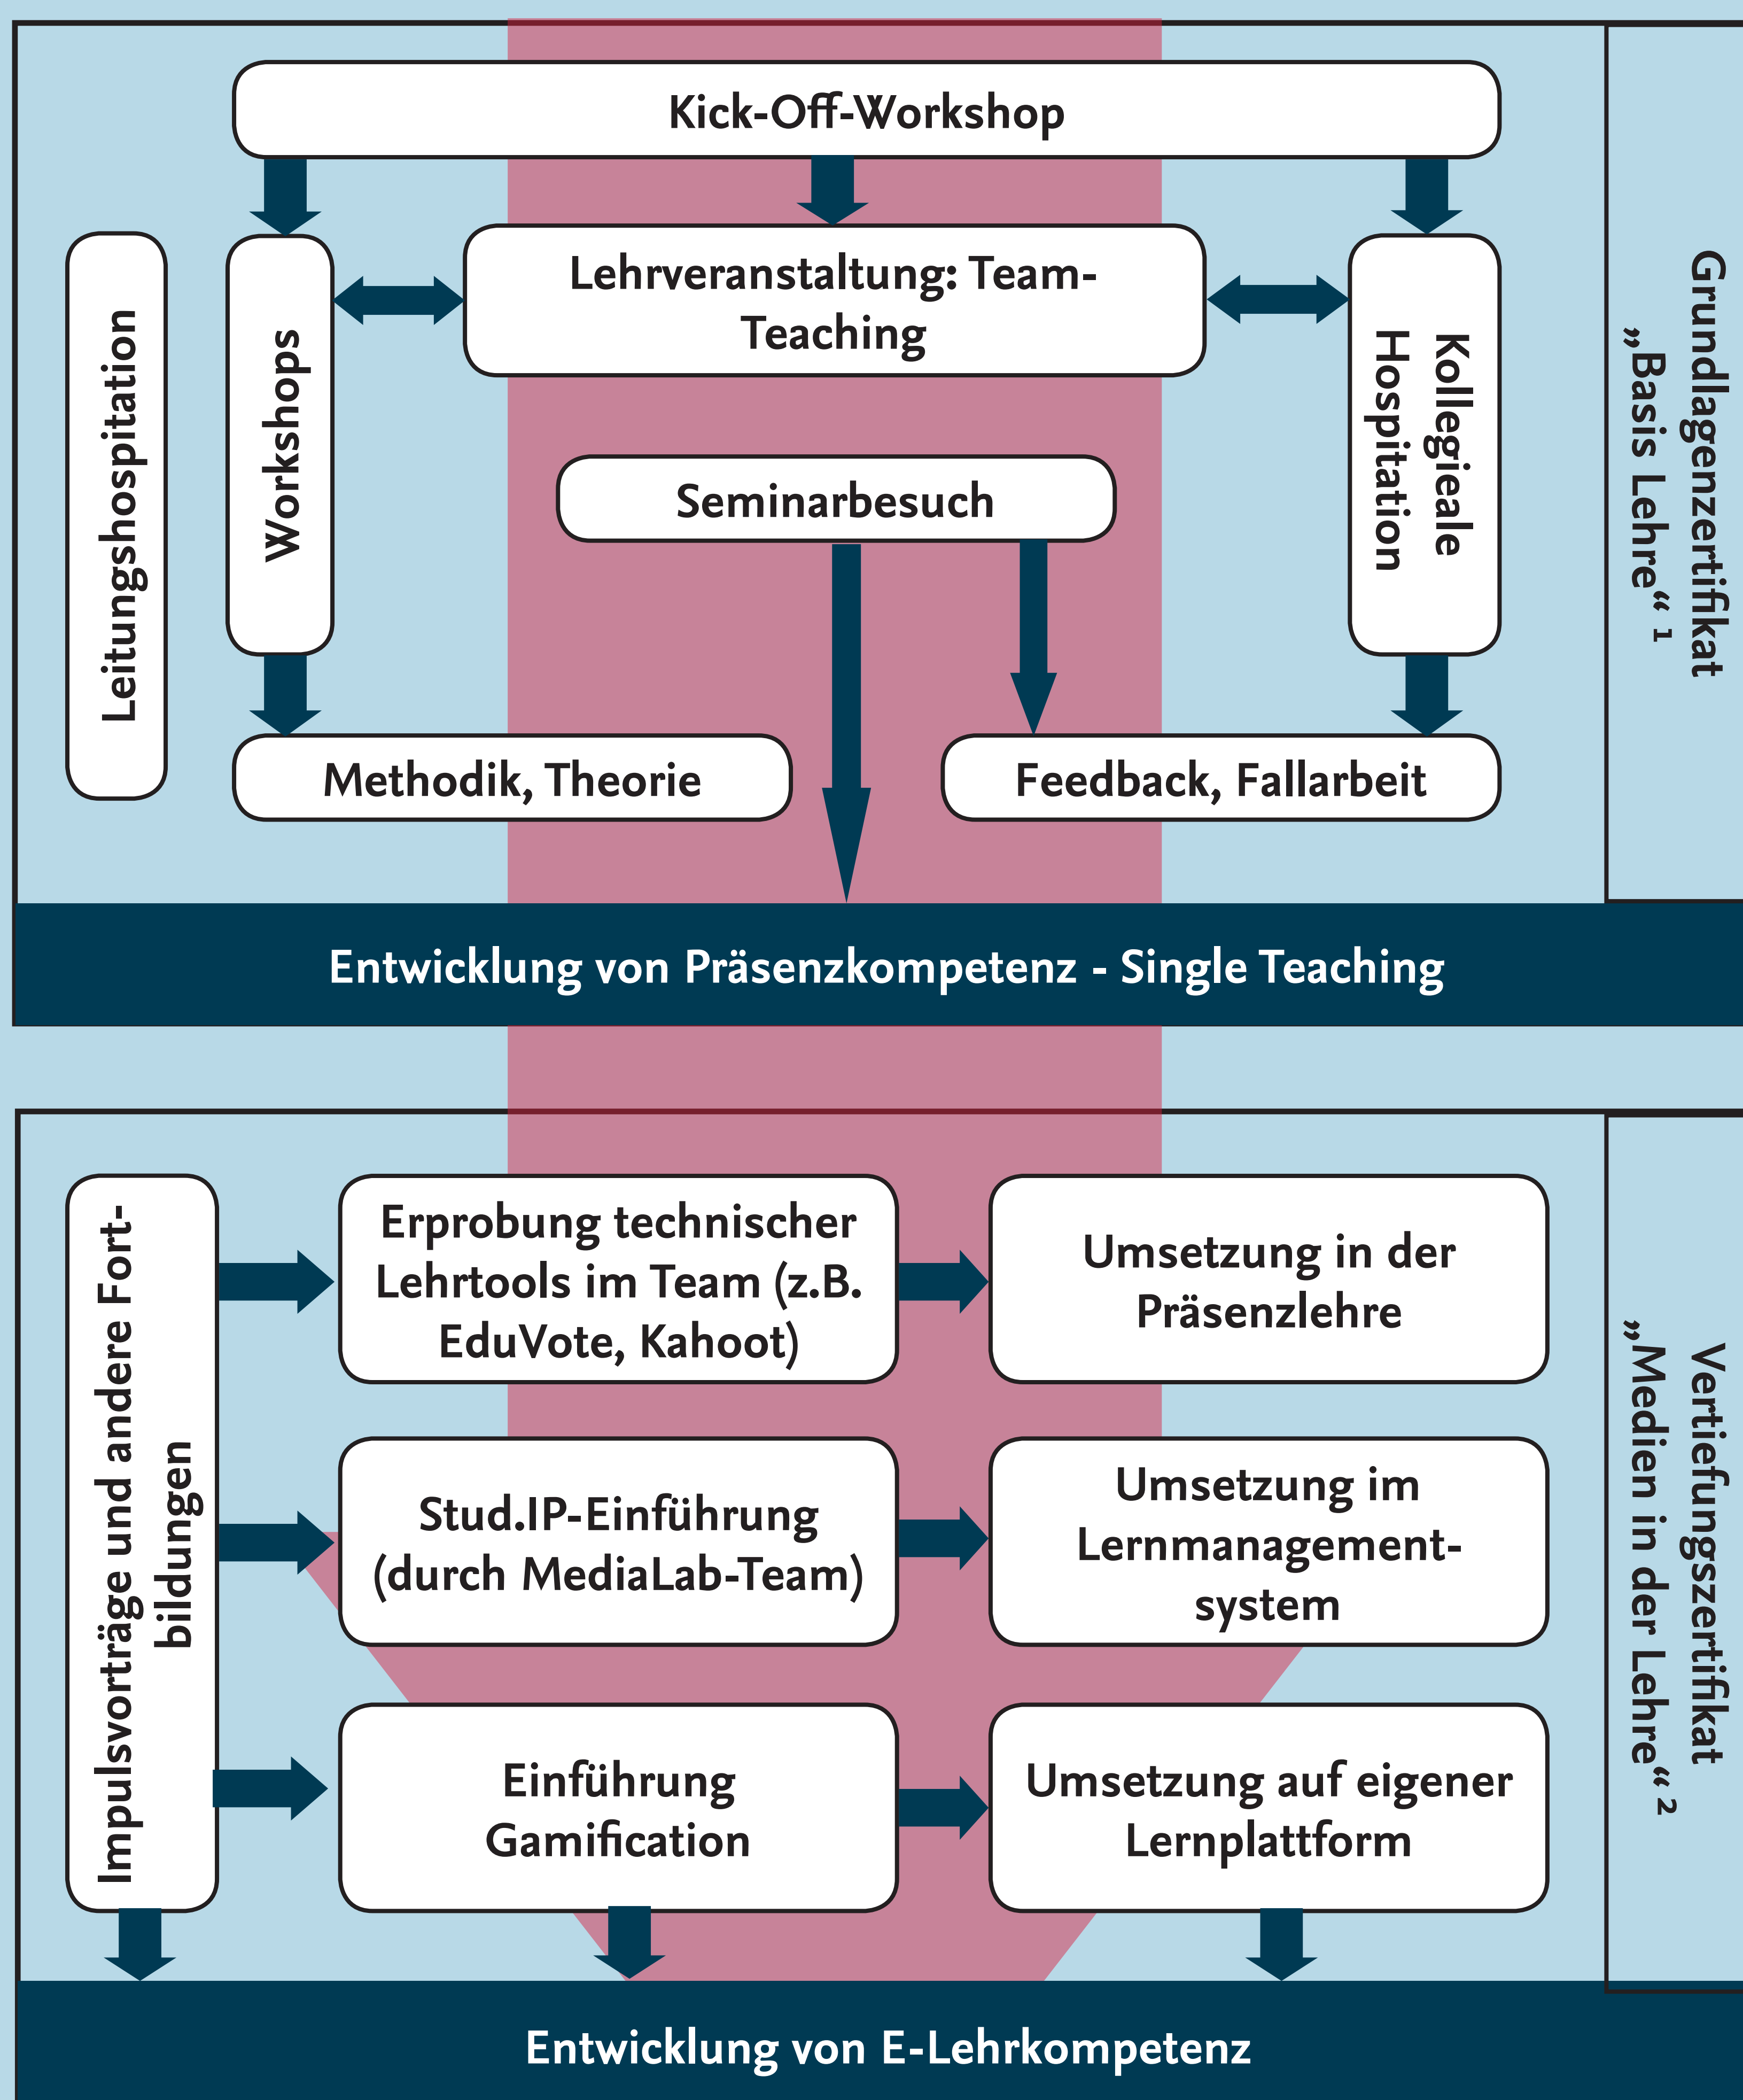 Kick-Off-Workshop
Leitungshospitation
Workshops
Lehrveranstaltung: Team-
Teaching
Kollegieale
Hospitation
Seminarbesuch
Methodik, Theorie
Feedback, Fallarbeit
Grundlagenzertifikat
„Basis Lehre“ ¹
Entwicklung von Präsenzkompetenz - Single Teaching
Impulsvorträge und andere Fort-
bildungen
Erprobung technischer
Lehrtools im Team (z.B.
EduVote, Kahoot)
Umsetzung in der
Präsenzlehre
Stud.IP-Einführung
(durch MediaLab-Team)
Umsetzung im
Lernmanagement-
system
Einführung
Gamification
Umsetzung auf eigener
Lernplattform
Vertiefungszertifikat
„Medien in der Lehre“ ²
Entwicklung von E-Lehrkompetenz